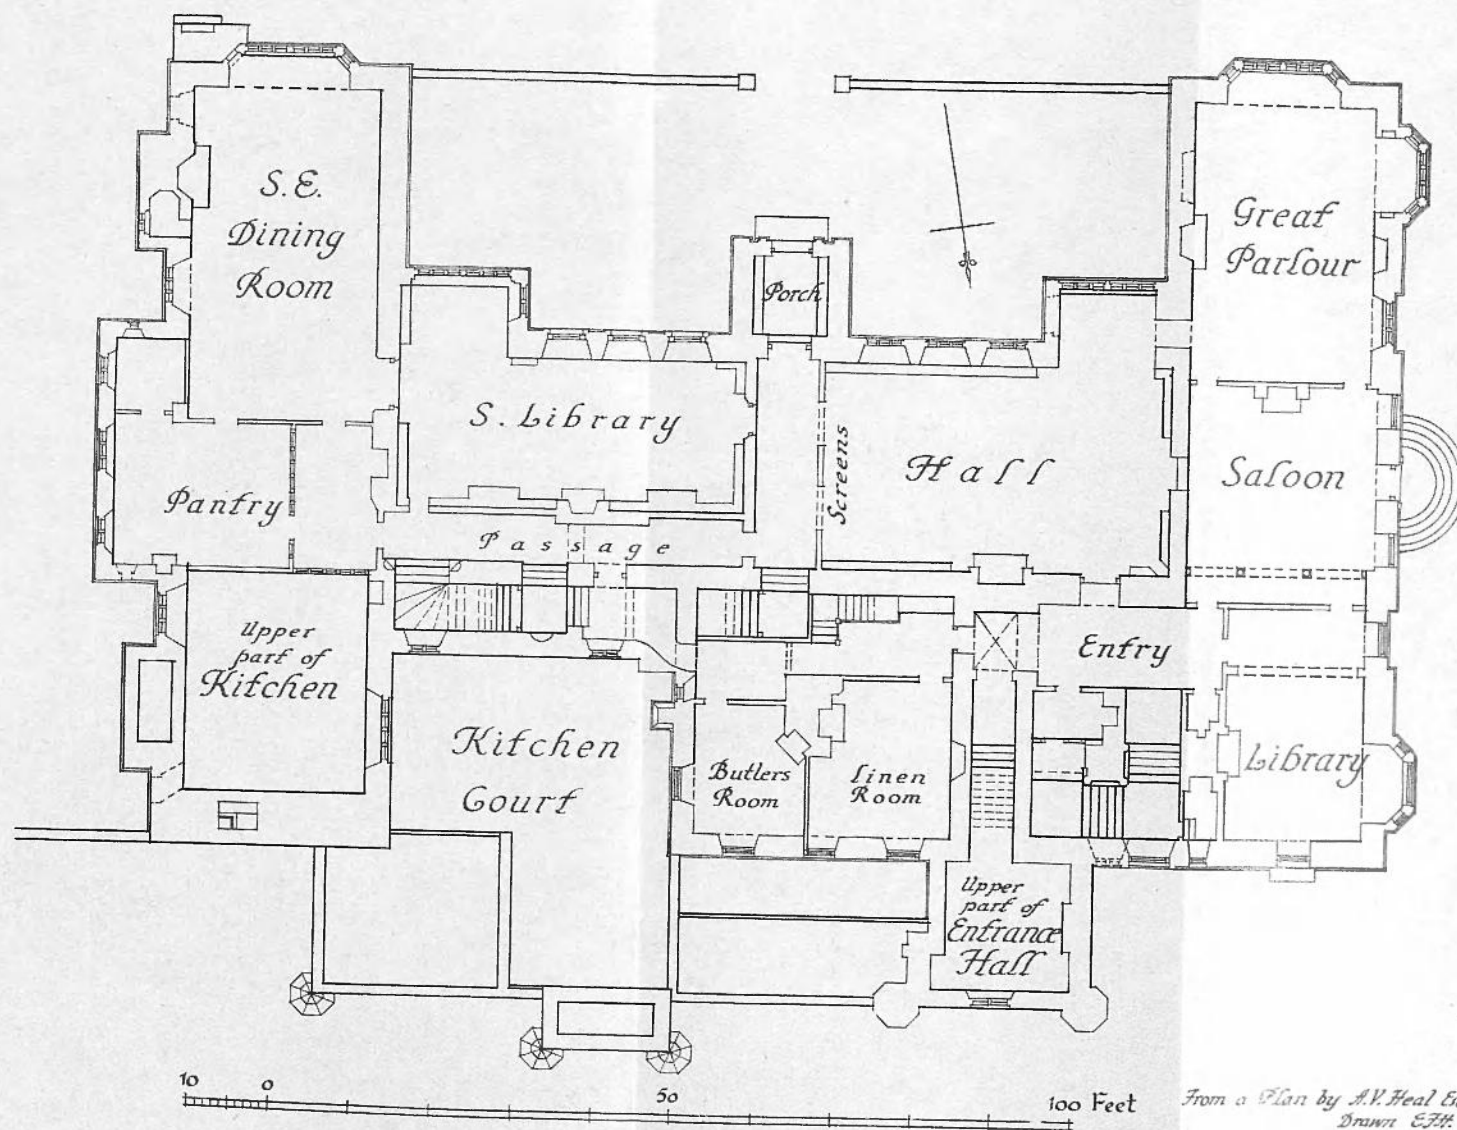 S.E.
Dining
Room
Great
Parlour
Porch
S. Library
Screens
Hall
Saloon
Pantry
Passage
Upper
part of
Kitchen
Entry
Kitchen
Court
Butlers
Room
Linen
Room
Library
Upper
part of
Entrance
Hall
10 0 50 100 Feet
From a Plan by A.V. Heal
Drawn